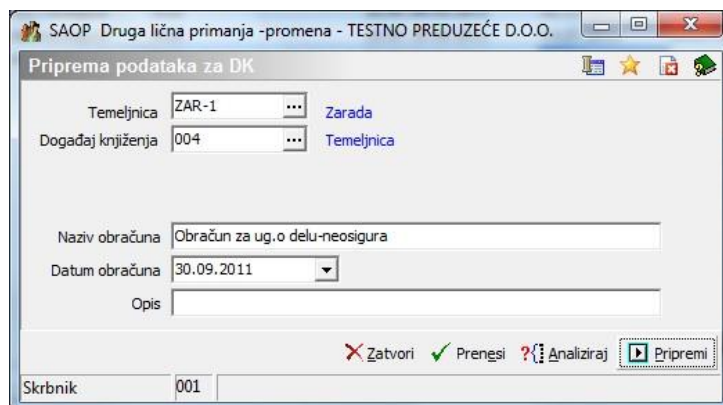 SAOP Druga lična primanja -promena - TESTNO PREDUZEĆE D.O.O.
Priprema podataka za DK
Temeljnica ZAR-1 ... Zarada
Događaj knjiženja 004 ... Temeljnica
Naziv obračuna Obračun za ug.o delu-neosigura
Datum obračuna 30.09.2011
Opis
Zatvori Prenesi ?{ Analiziraj Pripremi
Skrbnik 001